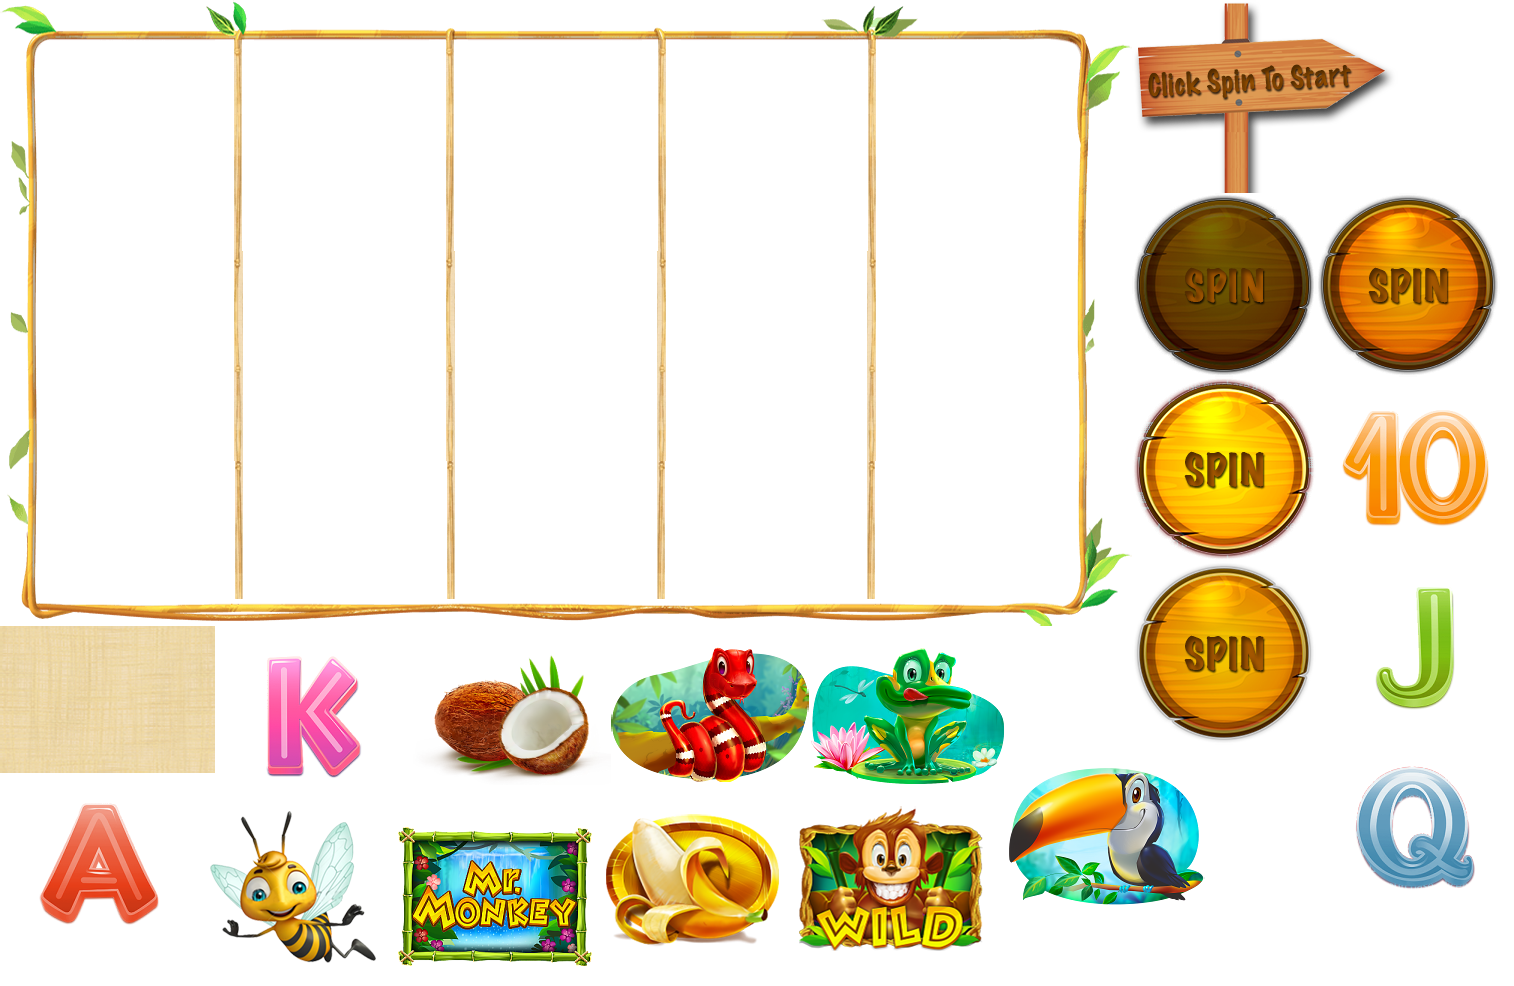 Click Spin To Start
SPIN
SPIN
SPIN
10
SPIN
J
K
Q
A
Mr.
MONKEY
WILD